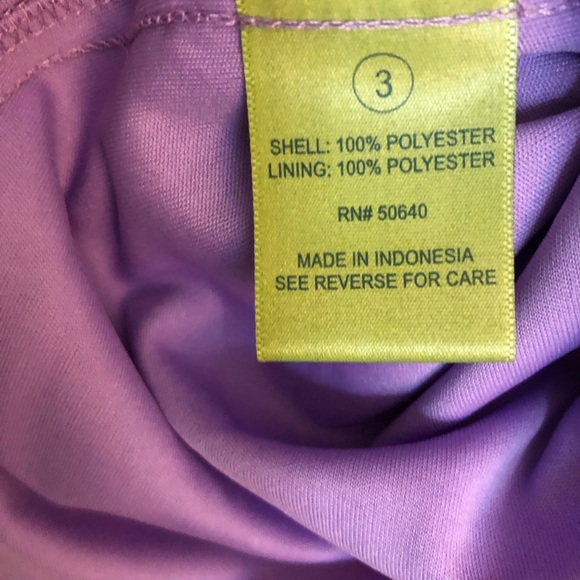 3
SHELL: 100% POLYESTER
LINING: 100% POLYESTER
RN# 50640
MADE IN INDONESIA
SEE REVERSE FOR CARE